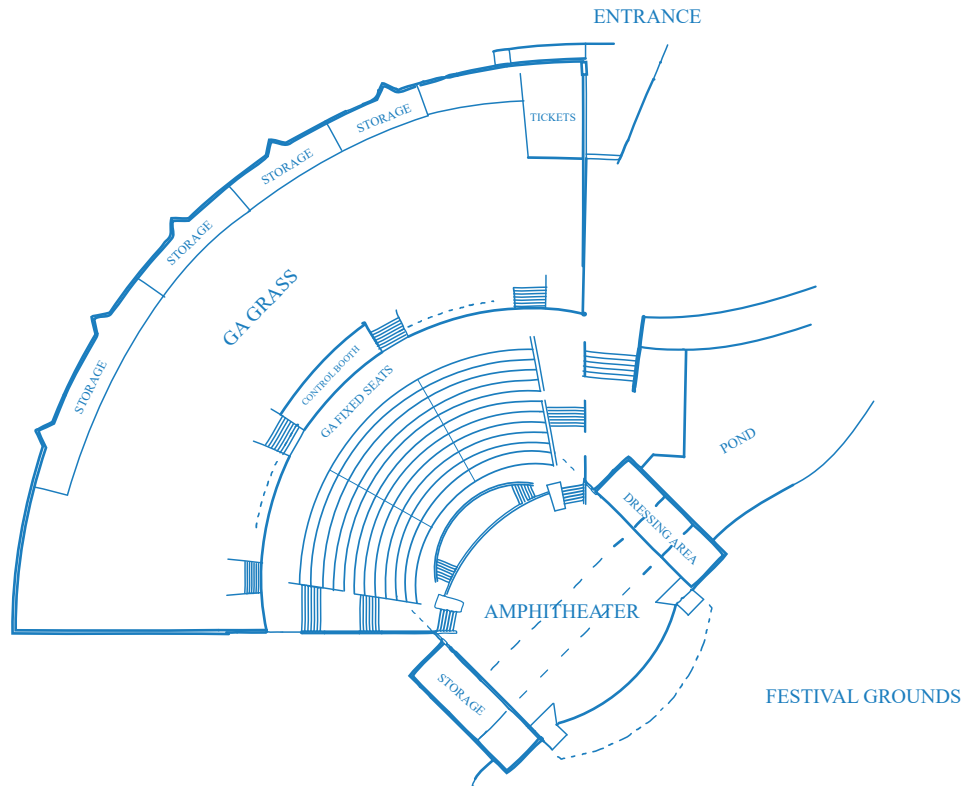 ENTRANCE
TICKETS
STORAGE
STORAGE
STORAGE
STORAGE
GA GRASS
CONTROL BOOTH
GA FIXED SEATS
POND
DRESSING AREA
AMPHITHEATER
STORAGE
FESTIVAL GROUNDS